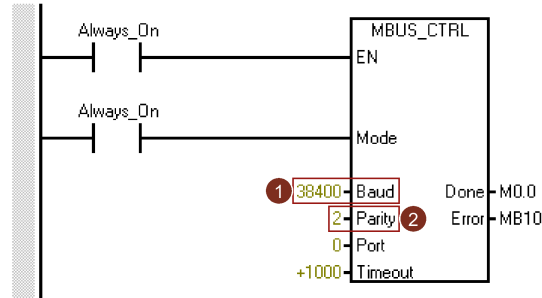 Always_On
MBUS_CTRL
EN
Always_On
Mode
1 38400 Baud Done M0.0
2 Parity 2 Error MB10
0 Port
+1000 Timeout